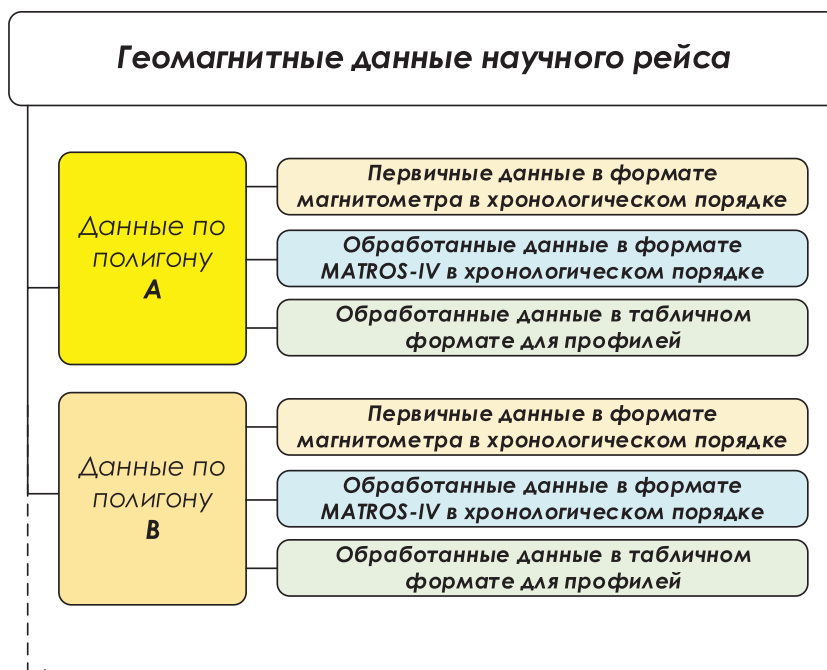 Геомагнитные данные научного рейса
Данные по
полигону
A
Первичные данные в формате
магнитометра в хронологическом порядке
Обработанные данные в формате
MATROS-IV в хронологическом порядке
Обработанные данные в табличном
формате для профилей
Данные по
полигону
B
Первичные данные в формате
магнитометра в хронологическом порядке
Обработанные данные в формате
MATROS-IV в хронологическом порядке
Обработанные данные в табличном
формате для профилей